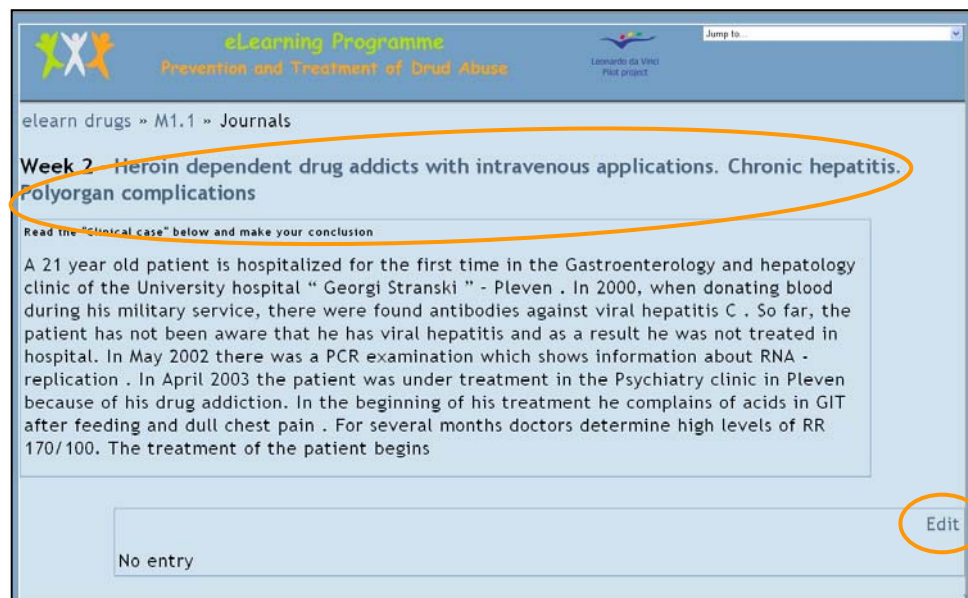 eLearning Programme
Prevention and Treatment of Drud Abuse
Leonardo da Vinci
Pilot project
Jump to...
elearn drugs » M1.1 » Journals
Week 2 - Heroin dependent drug addicts with intravenous applications. Chronic hepatitis.
Polyorgan complications
Read the "Clinical case" below and make your conclusion
A 21 year old patient is hospitalized for the first time in the Gastroenterology and hepatology
clinic of the University hospital “ Georgi Stranski ” - Pleven . In 2000, when donating blood
during his military service, there were found antibodies against viral hepatitis C . So far, the
patient has not been aware that he has viral hepatitis and as a result he was not treated in
hospital. In May 2002 there was a PCR examination which shows information about RNA -
replication . In April 2003 the patient was under treatment in the Psychiatry clinic in Pleven
because of his drug addiction. In the beginning of his treatment he complains of acids in GIT
after feeding and dull chest pain . For several months doctors determine high levels of RR
170/100. The treatment of the patient begins
Edit
No entry